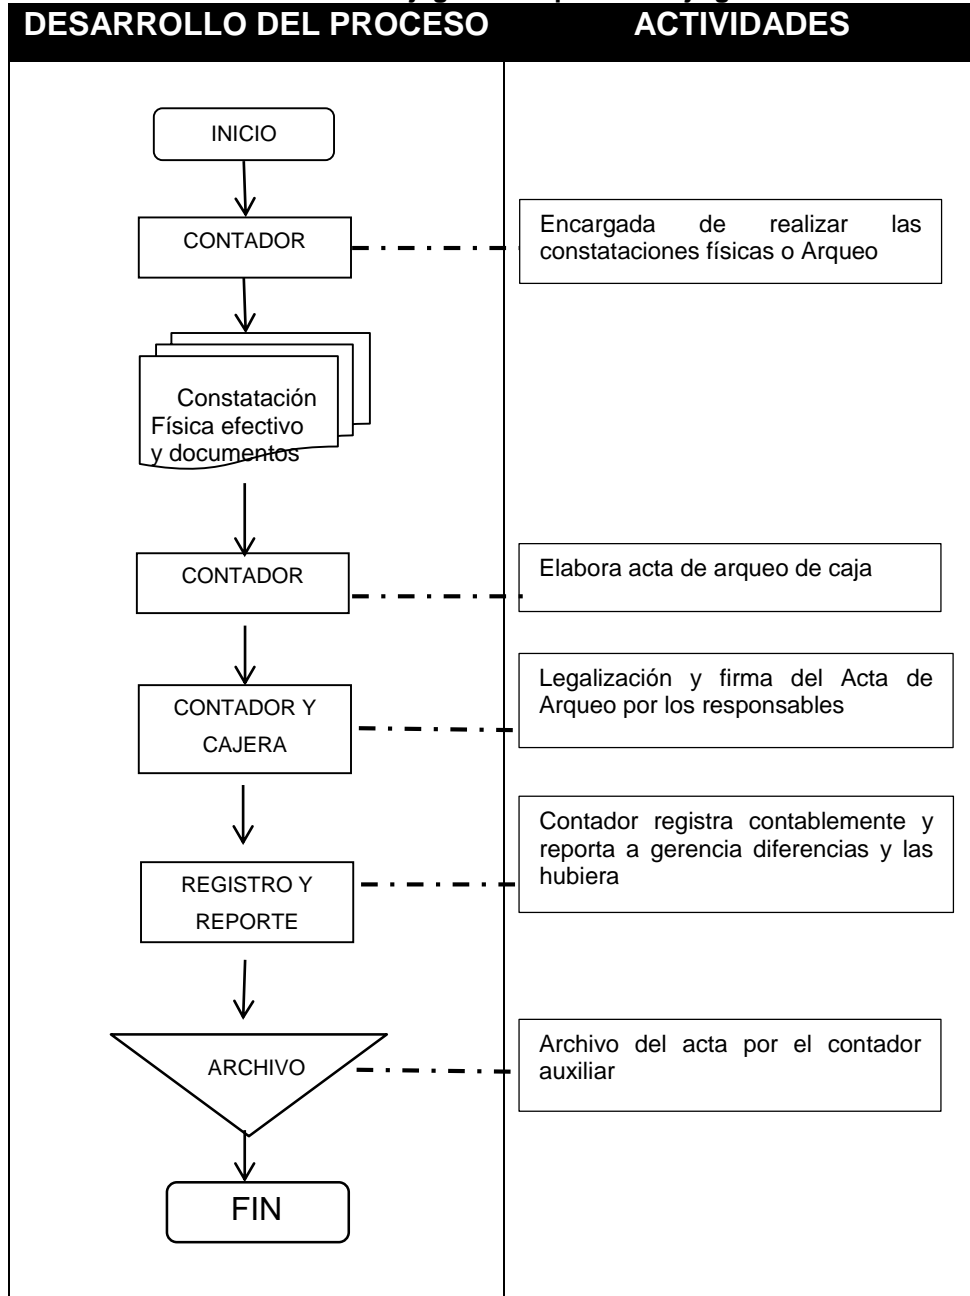 DESARROLLO DEL PROCESO
ACTIVIDADES
INICIO
CONTADOR
Encargada de realizar las
constataciones físicas o Arqueo
Constatación
Física efectivo
y documentos
CONTADOR
Elabora acta de arqueo de caja
CONTADOR Y
CAJERA
Legalización y firma del Acta de
Arqueo por los responsables
REGISTRO Y
REPORTE
Contador registra contablemente y
reporta a gerencia diferencias y las
hubiera
ARCHIVO
Archivo del acta por el contador
auxiliar
FIN